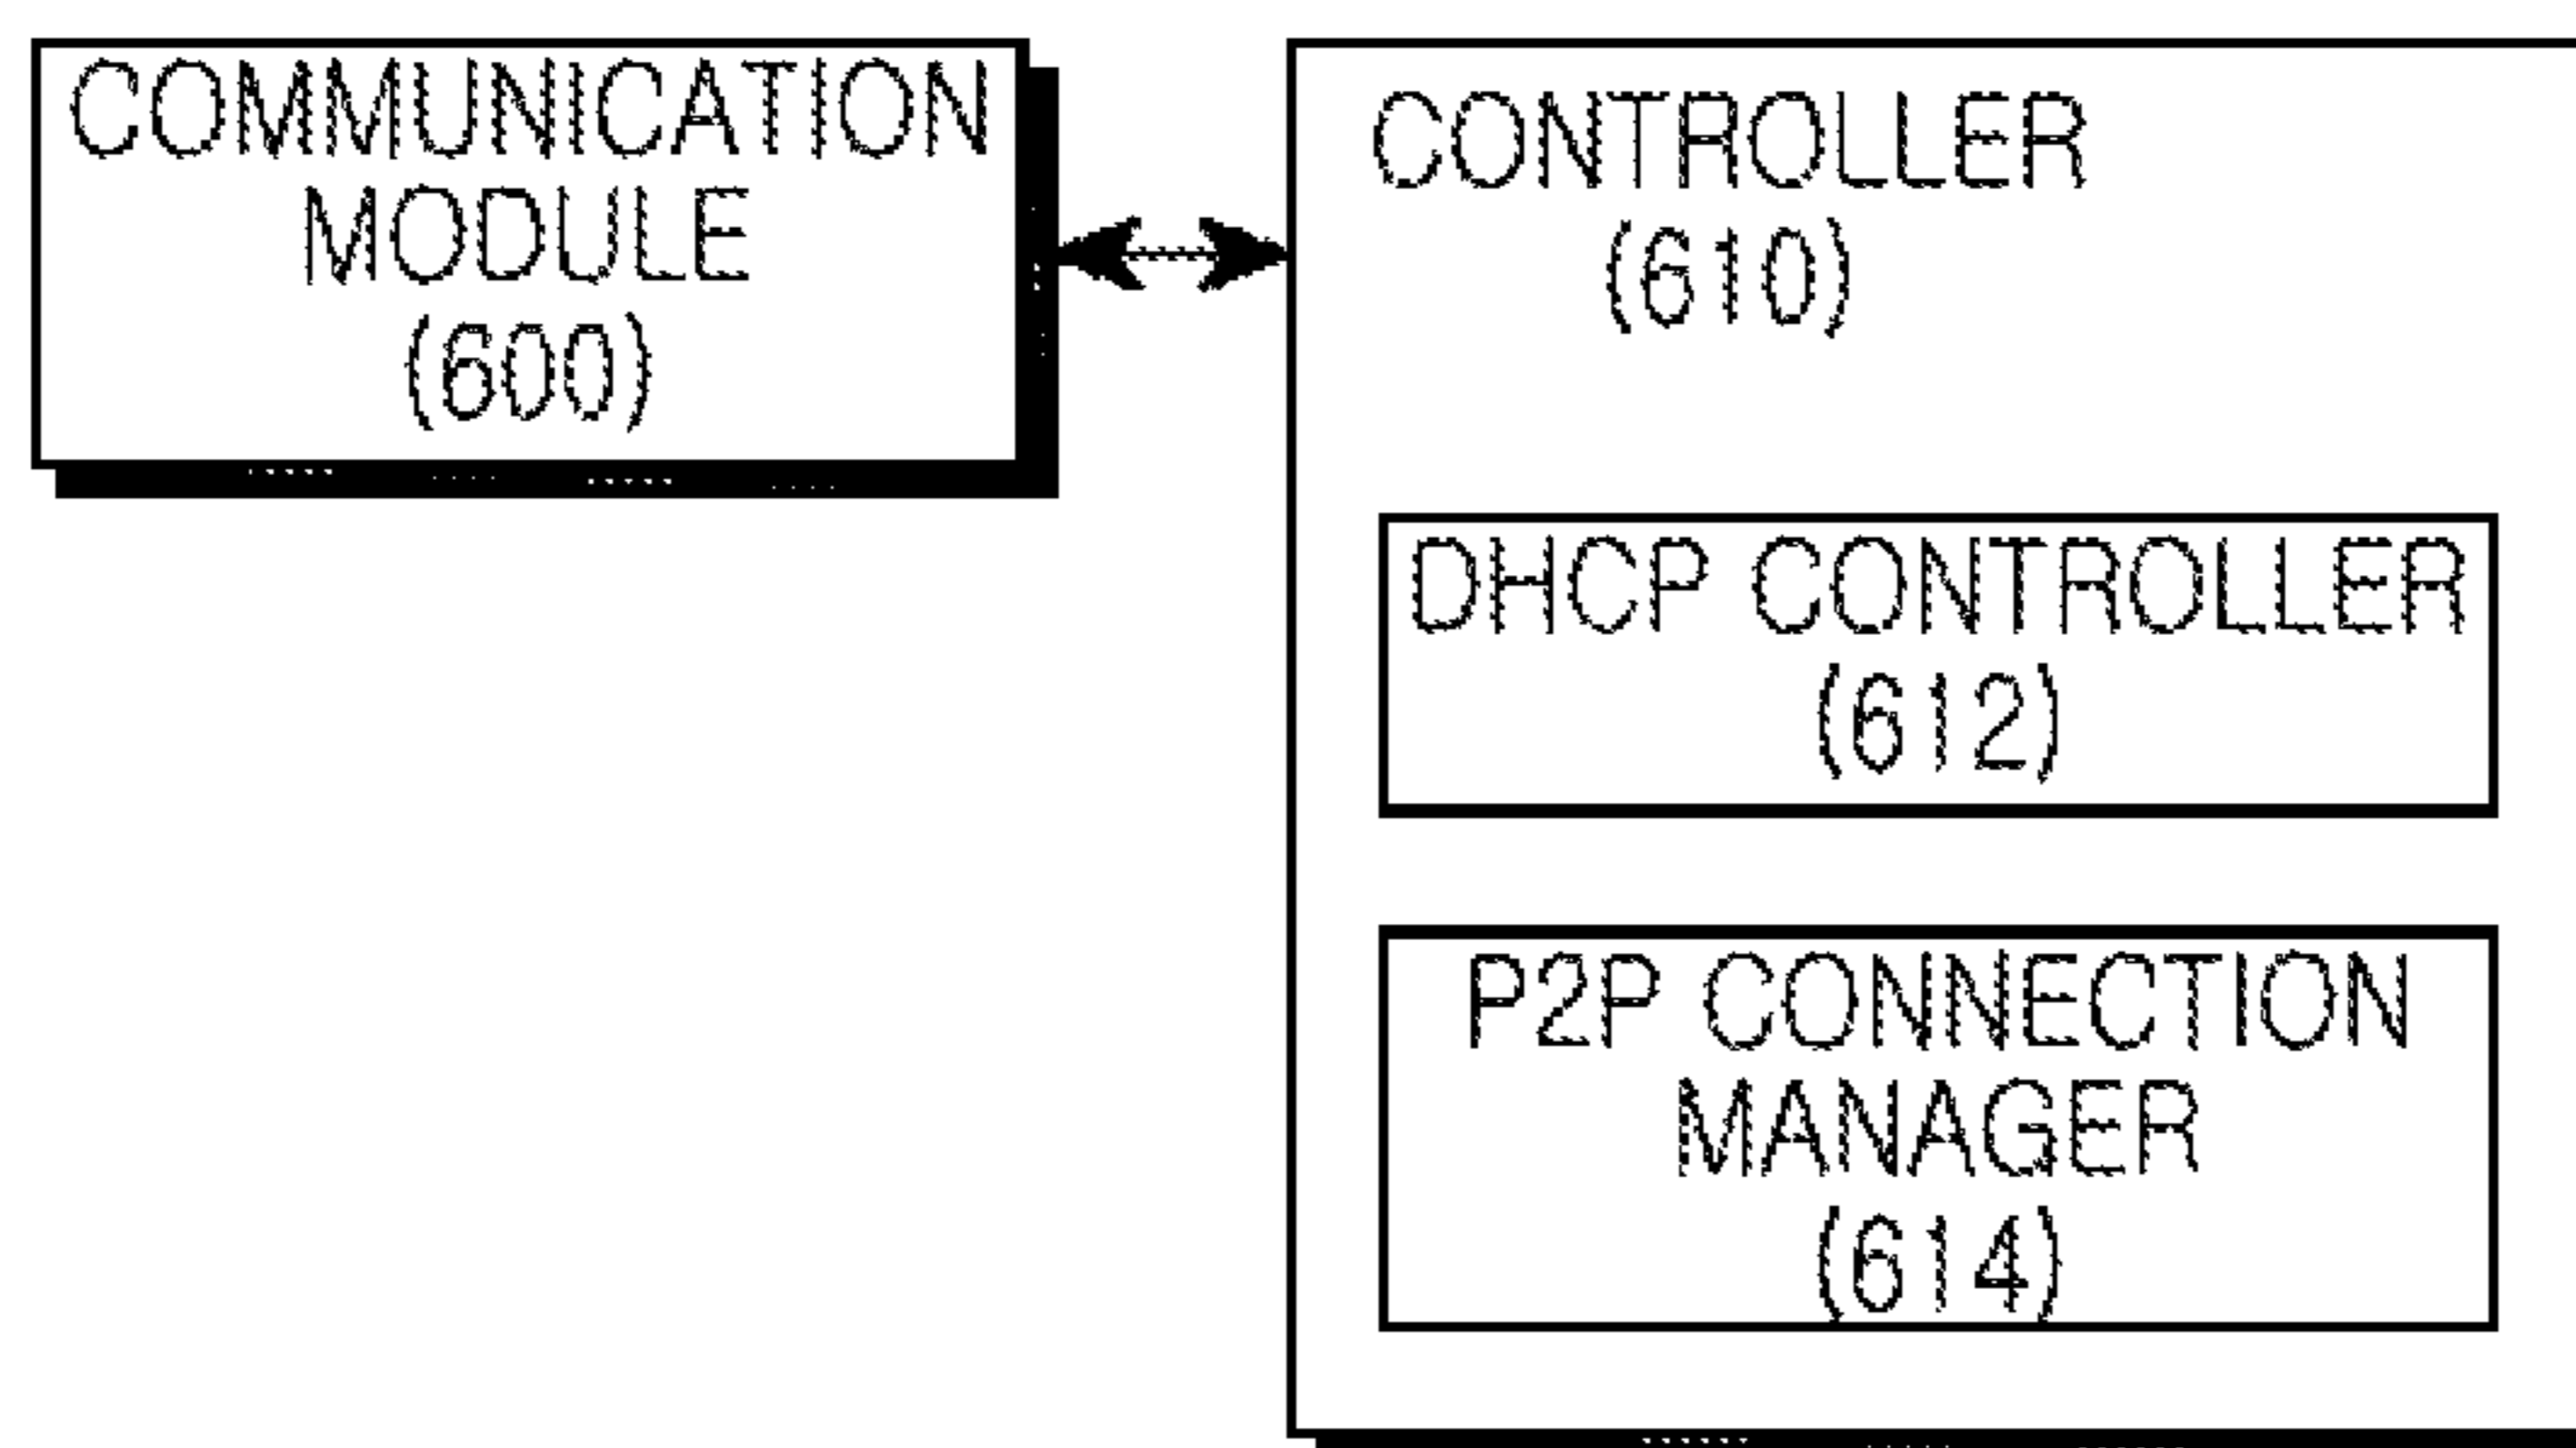 COMMUNICATION
MODULE
(600)
CONTROLLER
(610)
DHCP CONTROLLER
(612)
P2P CONNECTION
MANAGER
(614)